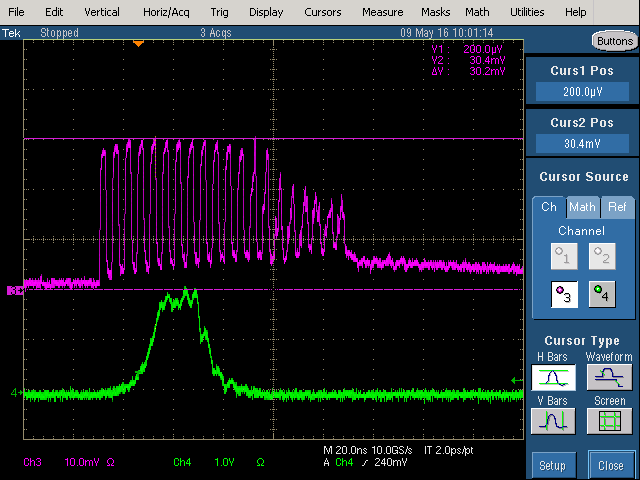 File Edit Vertical Horiz/Acq Trig Display Cursors Measure Masks Math Utilities Help
Tek Stopped 3 Acqs 09 May 16 10:01:14 Buttons
V1: 200.0µV
V2: 30.4mV
ΔV: 30.2mV
Curs1 Pos
200.0µV
Curs2 Pos
30.4mV
Cursor Source
Ch Math Ref
Channel
1 2
3 4
Cursor Type
H Bars Waveform
V Bars Screen
Setup Close
4
M 20.0ns 10.0GS/s IT 2.0ps/pt
Ch3 10.0mV Ω Ch4 1.0V Ω A Ch4 ∕ 240mV